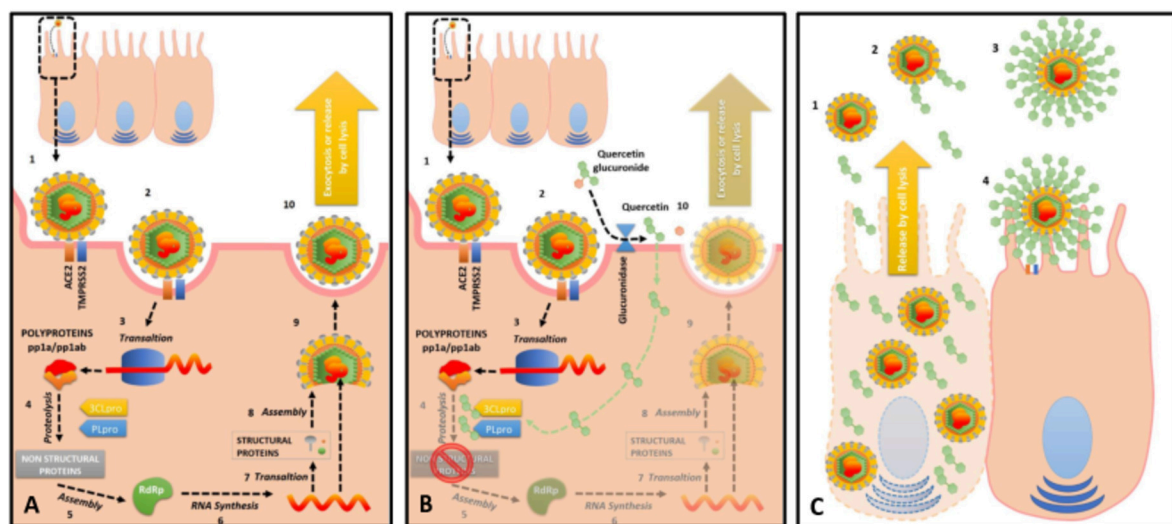 1
ACE2
TMPRSS2
2
3
Transaltion
POLYPROTEINS
pp1a/pp1ab
4
Proteolysis
3CLpro
PLpro
NON STRUCTURAL
PROTEINS
Assembly
5
RdRp
RNA Synthesis
6
7 Transaltion
STRUCTURAL
PROTEINS
8 Assembly
9
10
Exocytosis or release
by cell lysis
A
1
ACE2
TMPRSS2
2
Quercetin
glucuronide
Quercetin
Glucuronidase
3
Transaltion
POLYPROTEINS
pp1a/pp1ab
4
Proteolysis
3CLpro
PLpro
NON STRUCTURAL
PROTEINS
Assembly
5
RdRp
RNA Synthesis
6
7 Transaltion
STRUCTURAL
PROTEINS
8 Assembly
9
10
Exocytosis or release
by cell lysis
B
1
2
3
4
Release by cell lysis
C